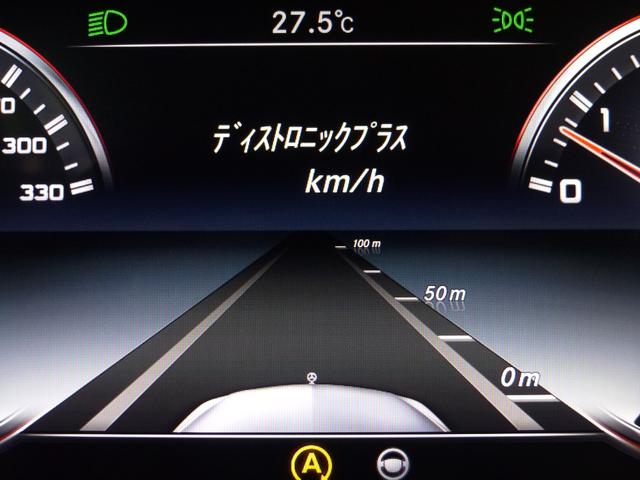 27.5℃
ﾃﾞｨｽﾄﾛﾆｯｸﾌﾟﾗｽ
km/h
300
330
1
0
100 m
50 m
0 m
A